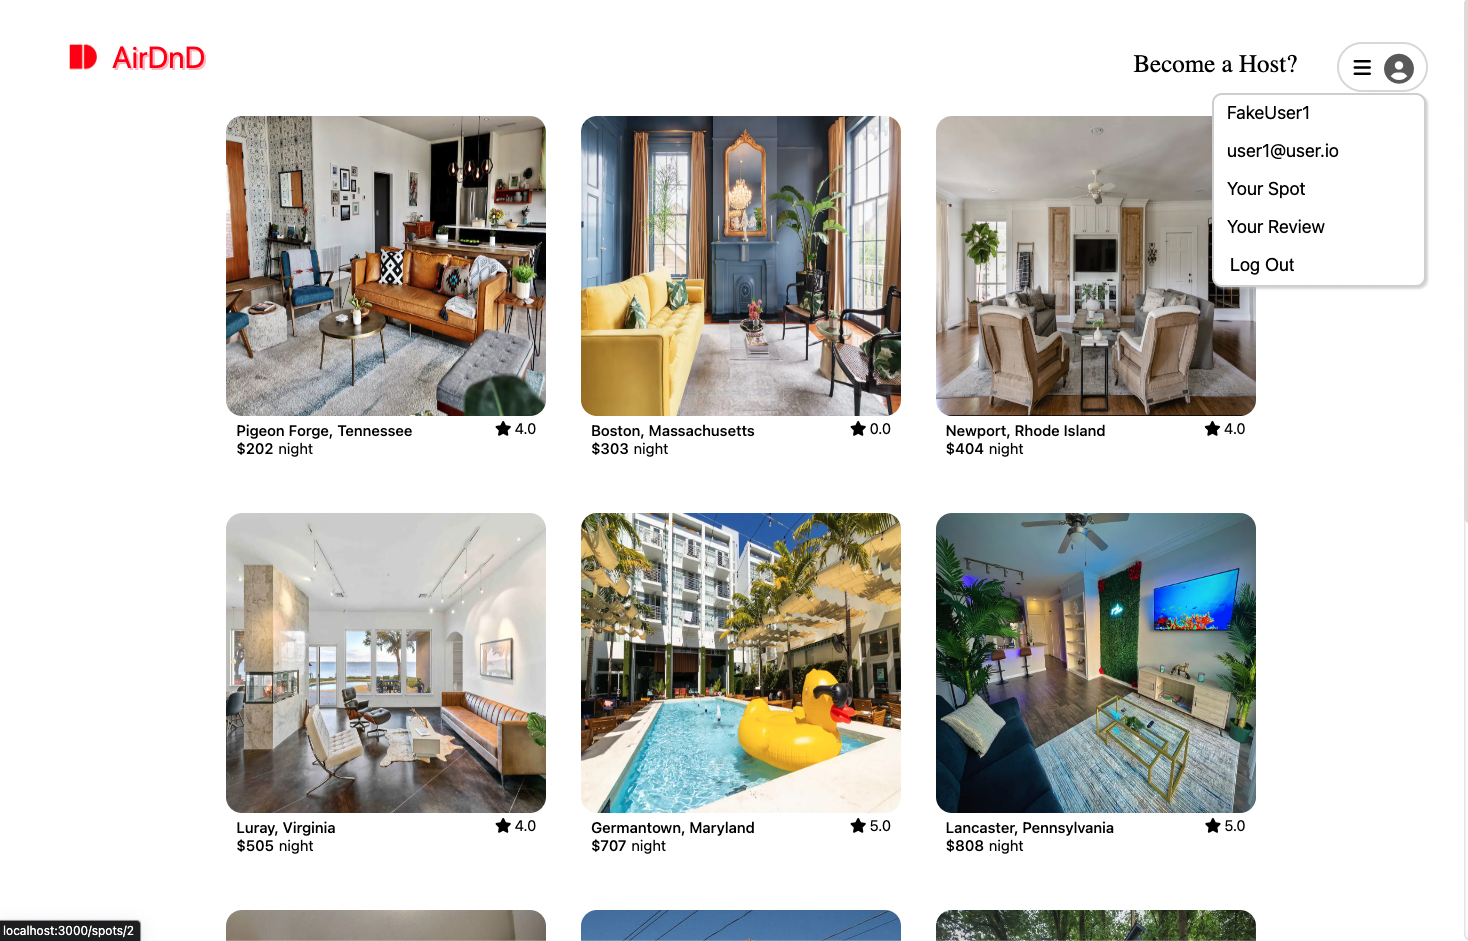 AirDnD
Become a Host?
FakeUser1
user1@user.io
Your Spot
Your Review
Log Out
Pigeon Forge, Tennessee
4.0
$202 night
Boston, Massachusetts
0.0
$303 night
Newport, Rhode Island
4.0
$404 night
Luray, Virginia
4.0
$505 night
Germantown, Maryland
5.0
$707 night
Lancaster, Pennsylvania
5.0
$808 night
localhost:3000/spots/2